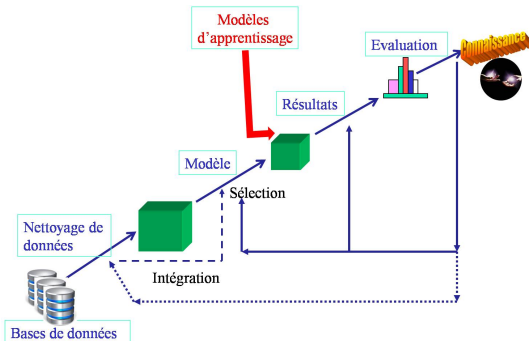 Modèles
d'apprentissage
Evaluation
Connaissance
Résultats
Modèle
Sélection
Nettoyage de
données
Intégration
Bases de données